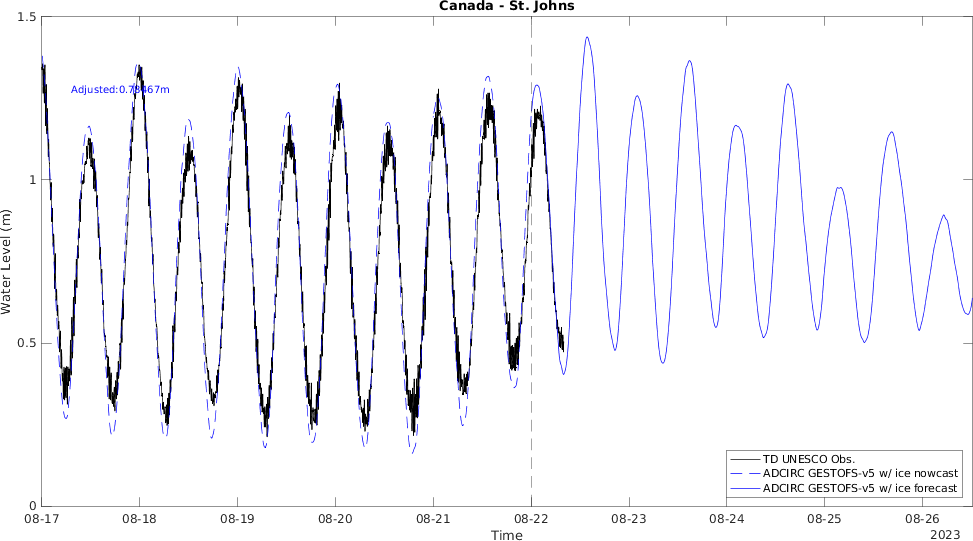 Canada - St. Johns
1.5
Adjusted:0.78467m
1
Water Level (m)
0.5
0
TD UNESCO Obs.
ADCIRC GESTOFS-v5 w/ ice nowcast
ADCIRC GESTOFS-v5 w/ ice forecast
08-17 08-18 08-19 08-20 08-21 08-22 08-23 08-24 08-25 08-26
Time
2023